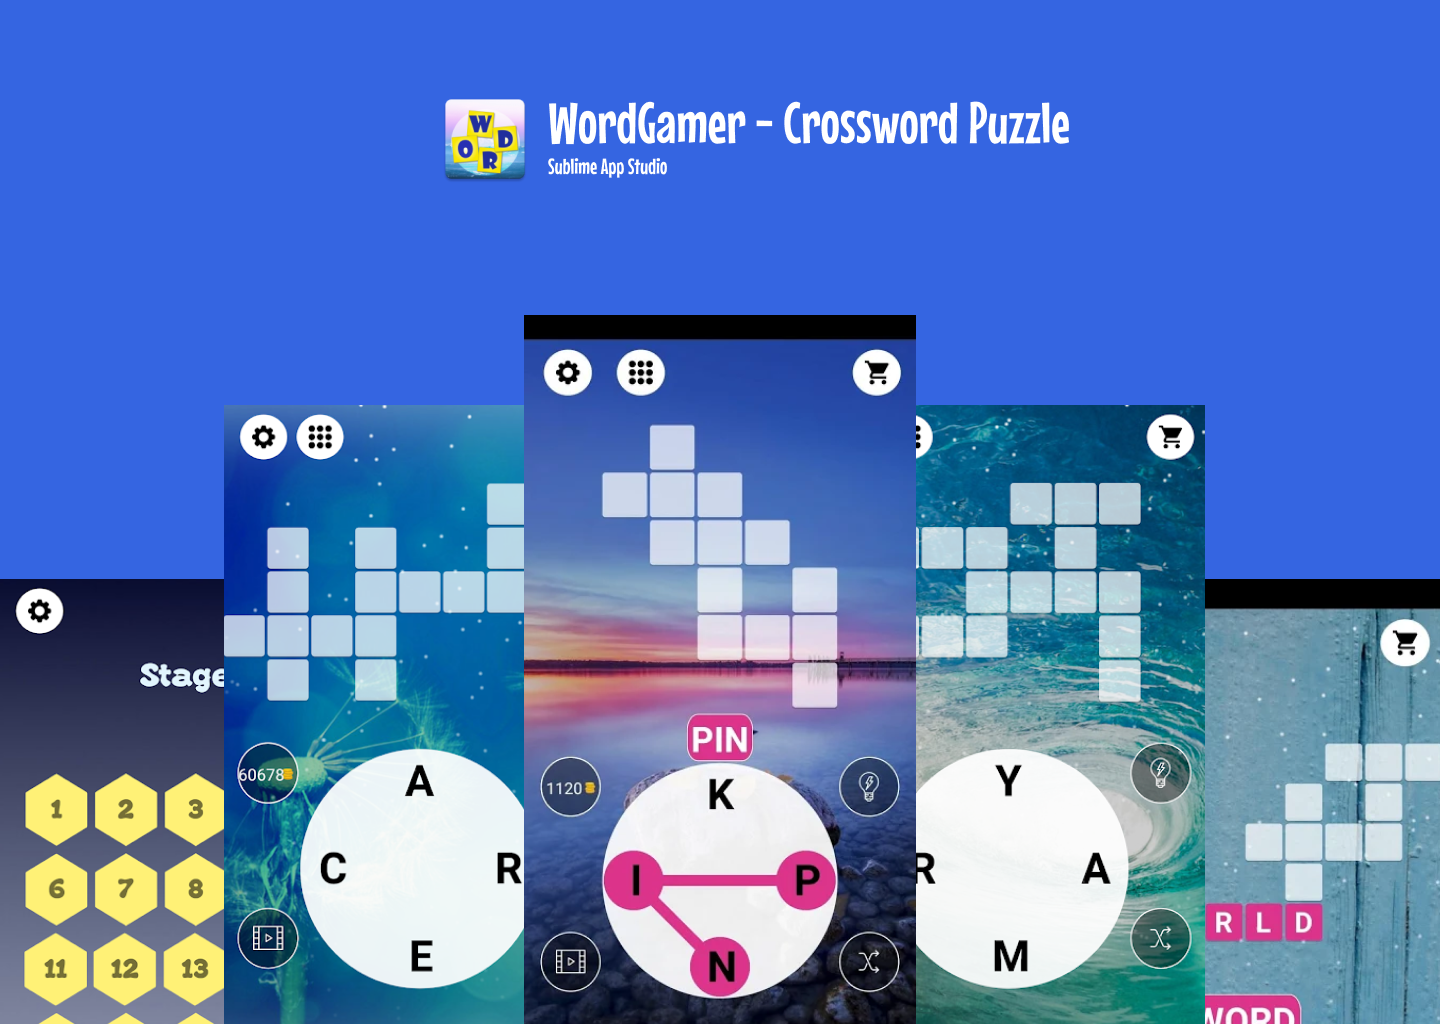 W
O D
R
WordGamer - Crossword Puzzle
Sublime App Studio
Stage
1 2 3
6 7 8
11 12 13
60678
A
C R
E
PIN
1120
K
I P
N
Y
R A
M
R L D
WORD